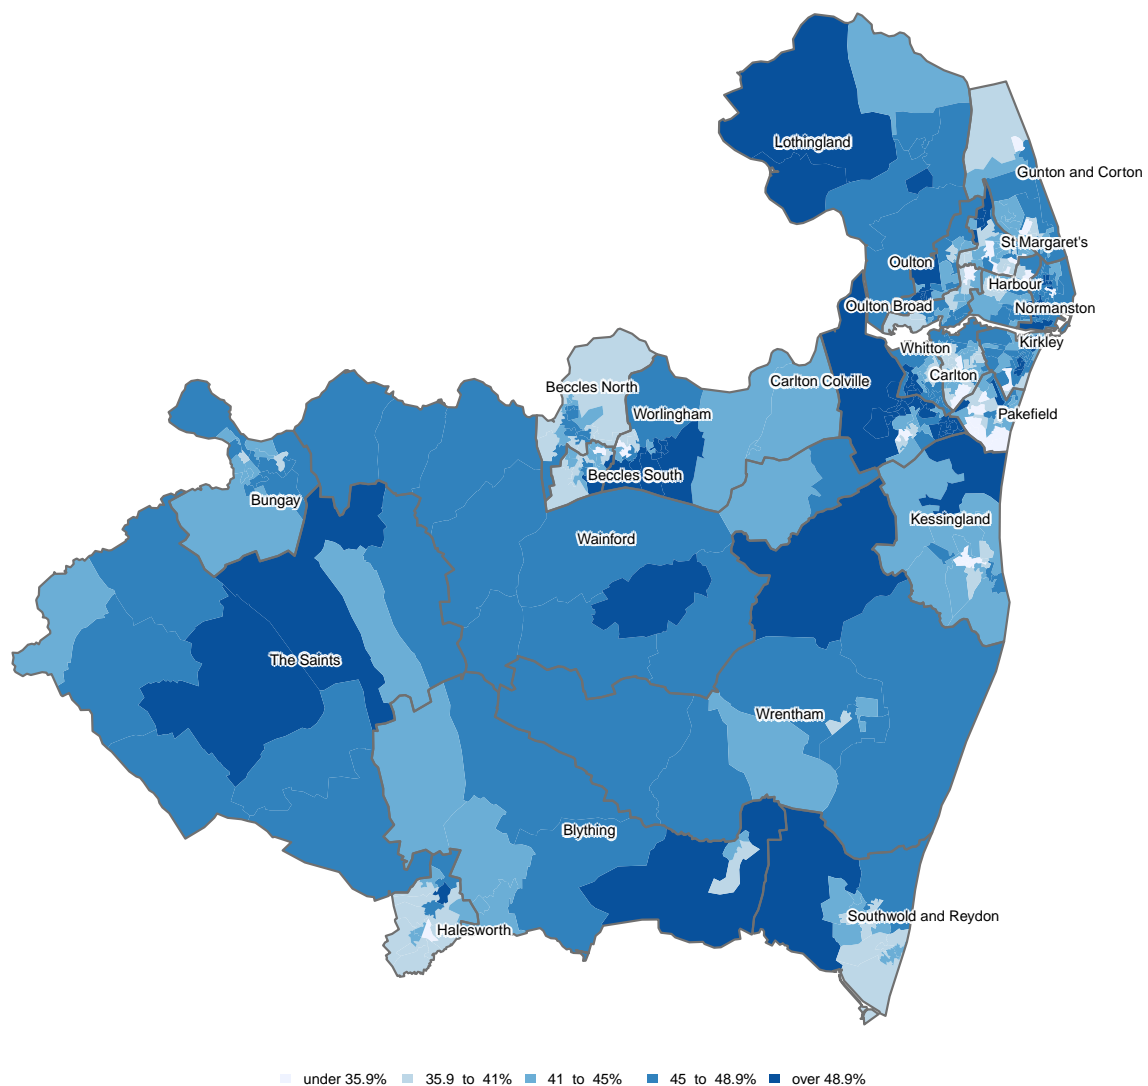 Lothingland
Gunton and Corton
St Margaret's
Oulton
Harbour
Oulton Broad
Normanston
Whitton
Kirkley
Carlton
Carlton Colville
Beccles North
Worlingham
Pakefield
Beccles South
Bungay
Kessingland
Wainford
The Saints
Wrentham
Blything
Southwold and Reydon
Halesworth
under 35.9% 35.9 to 41% 41 to 45% 45 to 48.9% over 48.9%